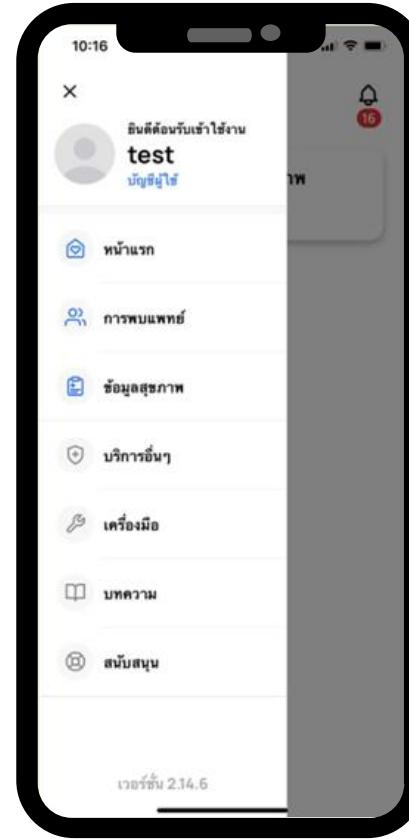 10:16
16
ยินดีต้อนรับเข้าใช้งาน
test
บัญชีผู้ใช้
าพ
หน้าแรก
การพบแพทย์
ข้อมูลสุขภาพ
บริการอื่นๆ
เครื่องมือ
บทความ
สนับสนุน
เวอร์ชั่น 2.14.6